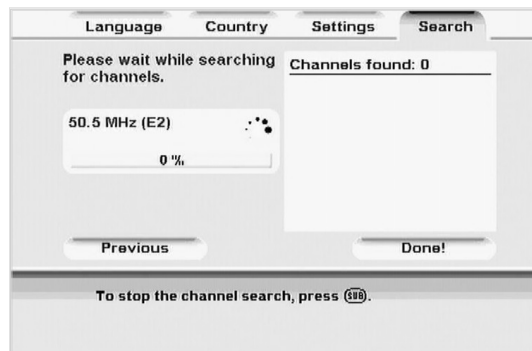 Language Country Settings Search
Please wait while searching
for channels.
Channels found: 0
50.5 MHz (E2)
0 %
Previous Done!
To stop the channel search, press SUB.